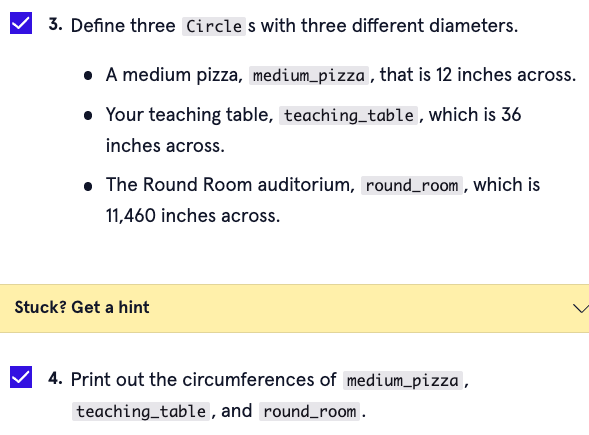 3. Define three Circle s with three different diameters.
• A medium pizza, medium_pizza, that is 12 inches across.
• Your teaching table, teaching_table, which is 36
inches across.
• The Round Room auditorium, round_room, which is
11,460 inches across.
Stuck? Get a hint
4. Print out the circumferences of medium_pizza,
teaching_table, and round_room.